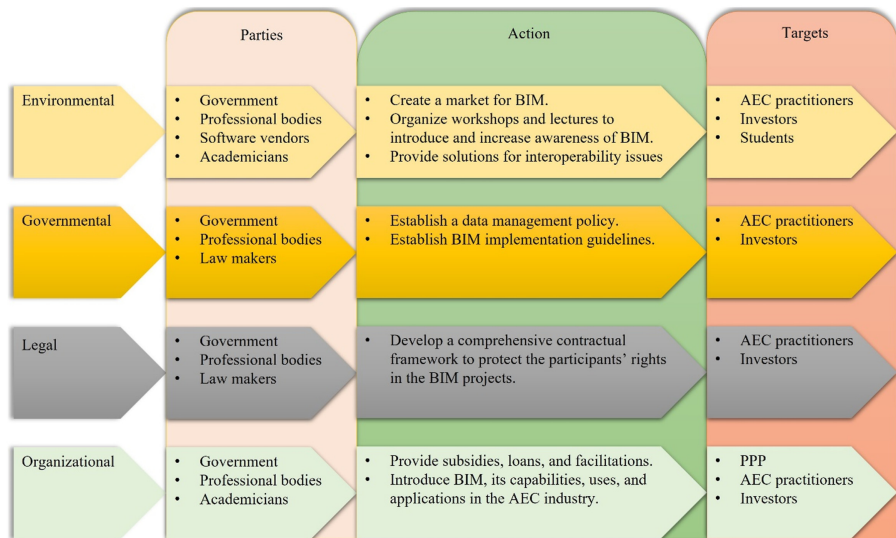 Parties
Action
Targets
Environmental
• Government
• Professional bodies
• Software vendors
• Academicians
• Create a market for BIM.
• Organize workshops and lectures to
introduce and increase awareness of BIM.
• Provide solutions for interoperability issues
• AEC practitioners
• Investors
• Students
Governmental
• Government
• Professional bodies
• Law makers
• Establish a data management policy.
• Establish BIM implementation guidelines.
• AEC practitioners
• Investors
Legal
• Government
• Professional bodies
• Law makers
• Develop a comprehensive contractual
framework to protect the participants’ rights
in the BIM projects.
• AEC practitioners
• Investors
Organizational
• Government
• Professional bodies
• Academicians
• Provide subsidies, loans, and facilitations.
• Introduce BIM, its capabilities, uses, and
applications in the AEC industry.
• PPP
• AEC practitioners
• Investors